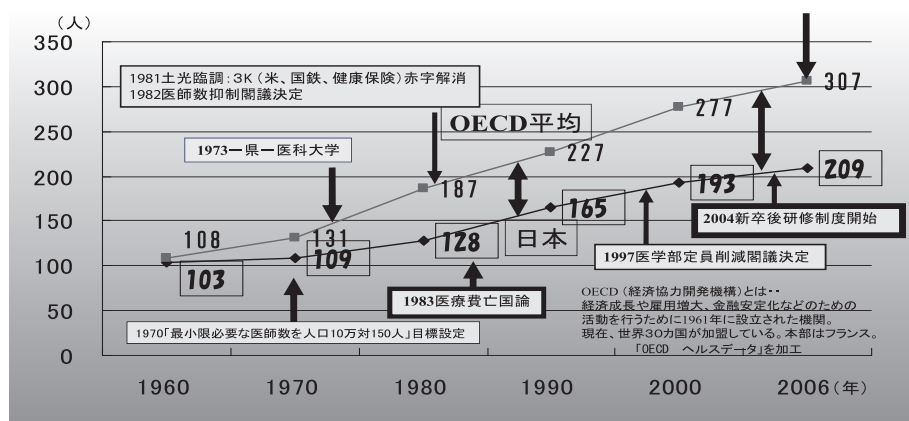 （人）
350
300
250
200
150
100
50
0
1981土光臨調：3K（米、国鉄、健康保険）赤字解消
1982医師数抑制閣議決定
1973一県一医科大学
OECD平均
日本
108
131
187
227
277
307
103
109
128
165
193
209
2004新卒後研修制度開始
1997医学部定員削減閣議決定
1983医療費亡国論
1970「最小限必要な医師数を人口10万対150人」目標設定
OECD（経済協力開発機構）とは‥
経済成長や雇用増大、金融安定化などのための
活動を行うために1961年に設立された機関。
現在、世界30カ国が加盟している。本部はフランス。
「OECD　ヘルスデータ」を加工
1960
1970
1980
1990
2000
2006（年）